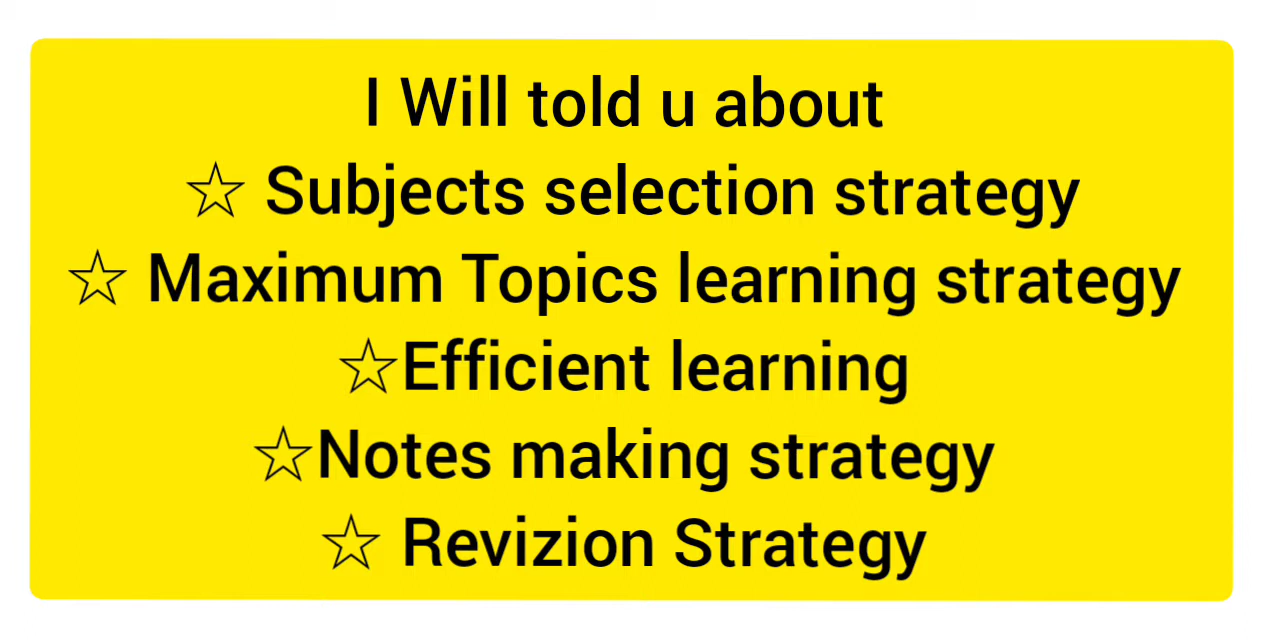 I Will told u about
☆ Subjects selection strategy
☆ Maximum Topics learning strategy
☆Efficient learning
☆Notes making strategy
☆ Revizion Strategy